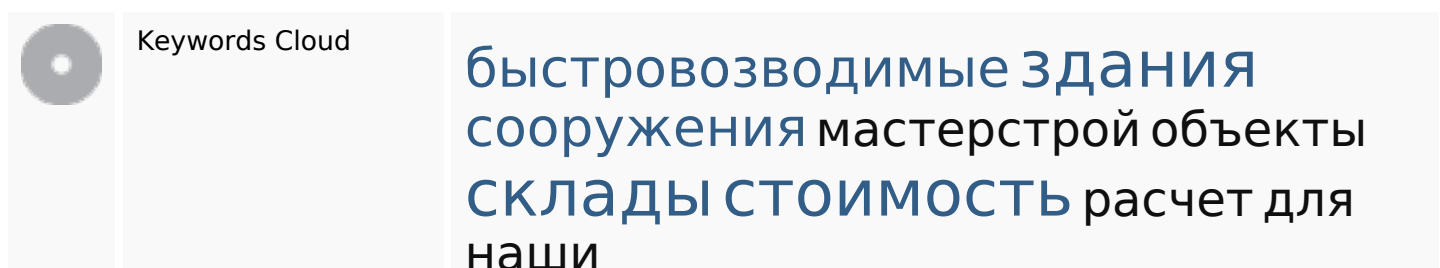 Keywords Cloud
быстровозводимые здания
сооружения мастерстрой объекты
склады стоимость расчет для
наши